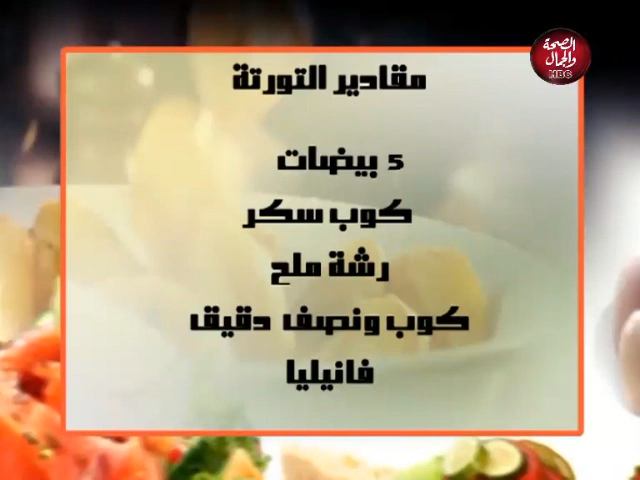 الصحة
والجمال
MBC
مقادير التورتة
5 بيضات
كوب سكر
رشة ملح
كوب ونصف دقيق
فانيليا